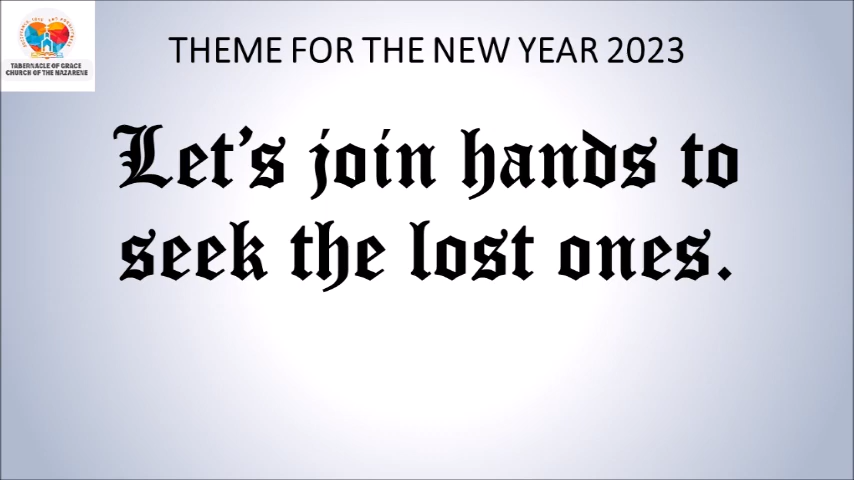 TABERNACLE OF GRACE
CHURCH OF THE NAZARENE
THEME FOR THE NEW YEAR 2023
Let's join hands to
seek the lost ones.